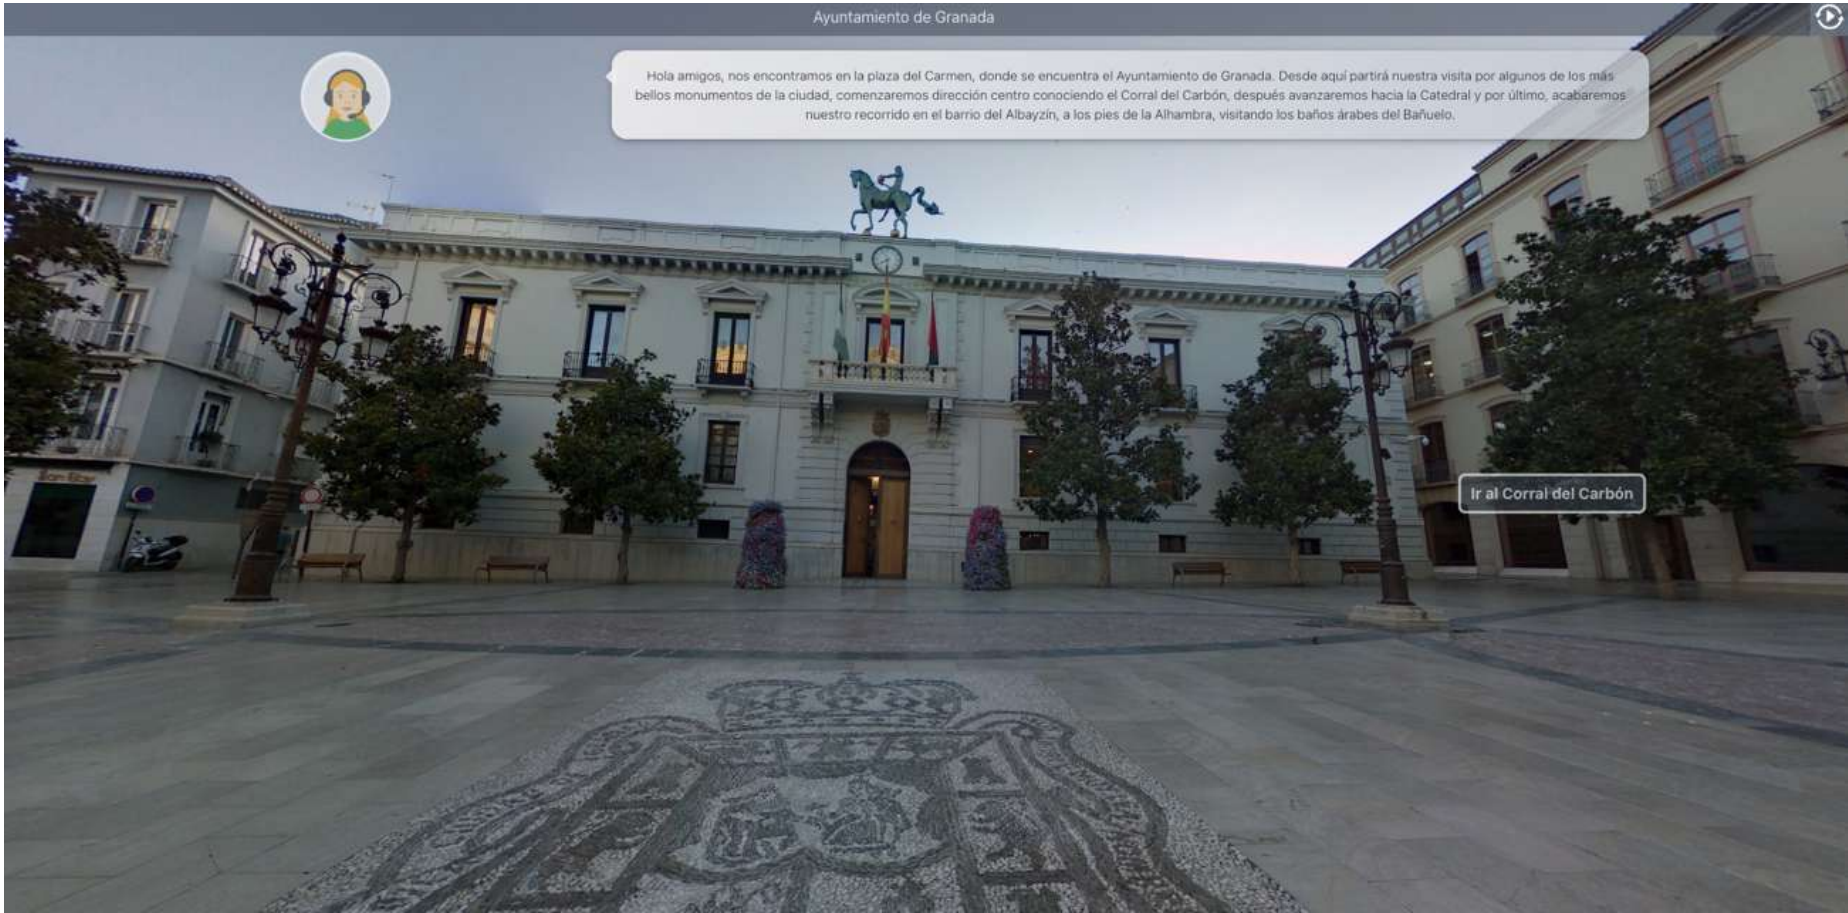 Ayuntamiento de Granada
Hola amigos, nos encontramos en la plaza del Carmen, donde se encuentra el Ayuntamiento de Granada. Desde aquí partirá nuestra visita por algunos de los más
bellos monumentos de la ciudad, comenzaremos dirección centro conociendo el Corral del Carbón, después avanzaremos hacia la Catedral y por último, acabaremos
nuestro recorrido en el barrio del Albayzín, a los pies de la Alhambra, visitando los baños árabes del Bañuelo.
Ir al Corral del Carbón